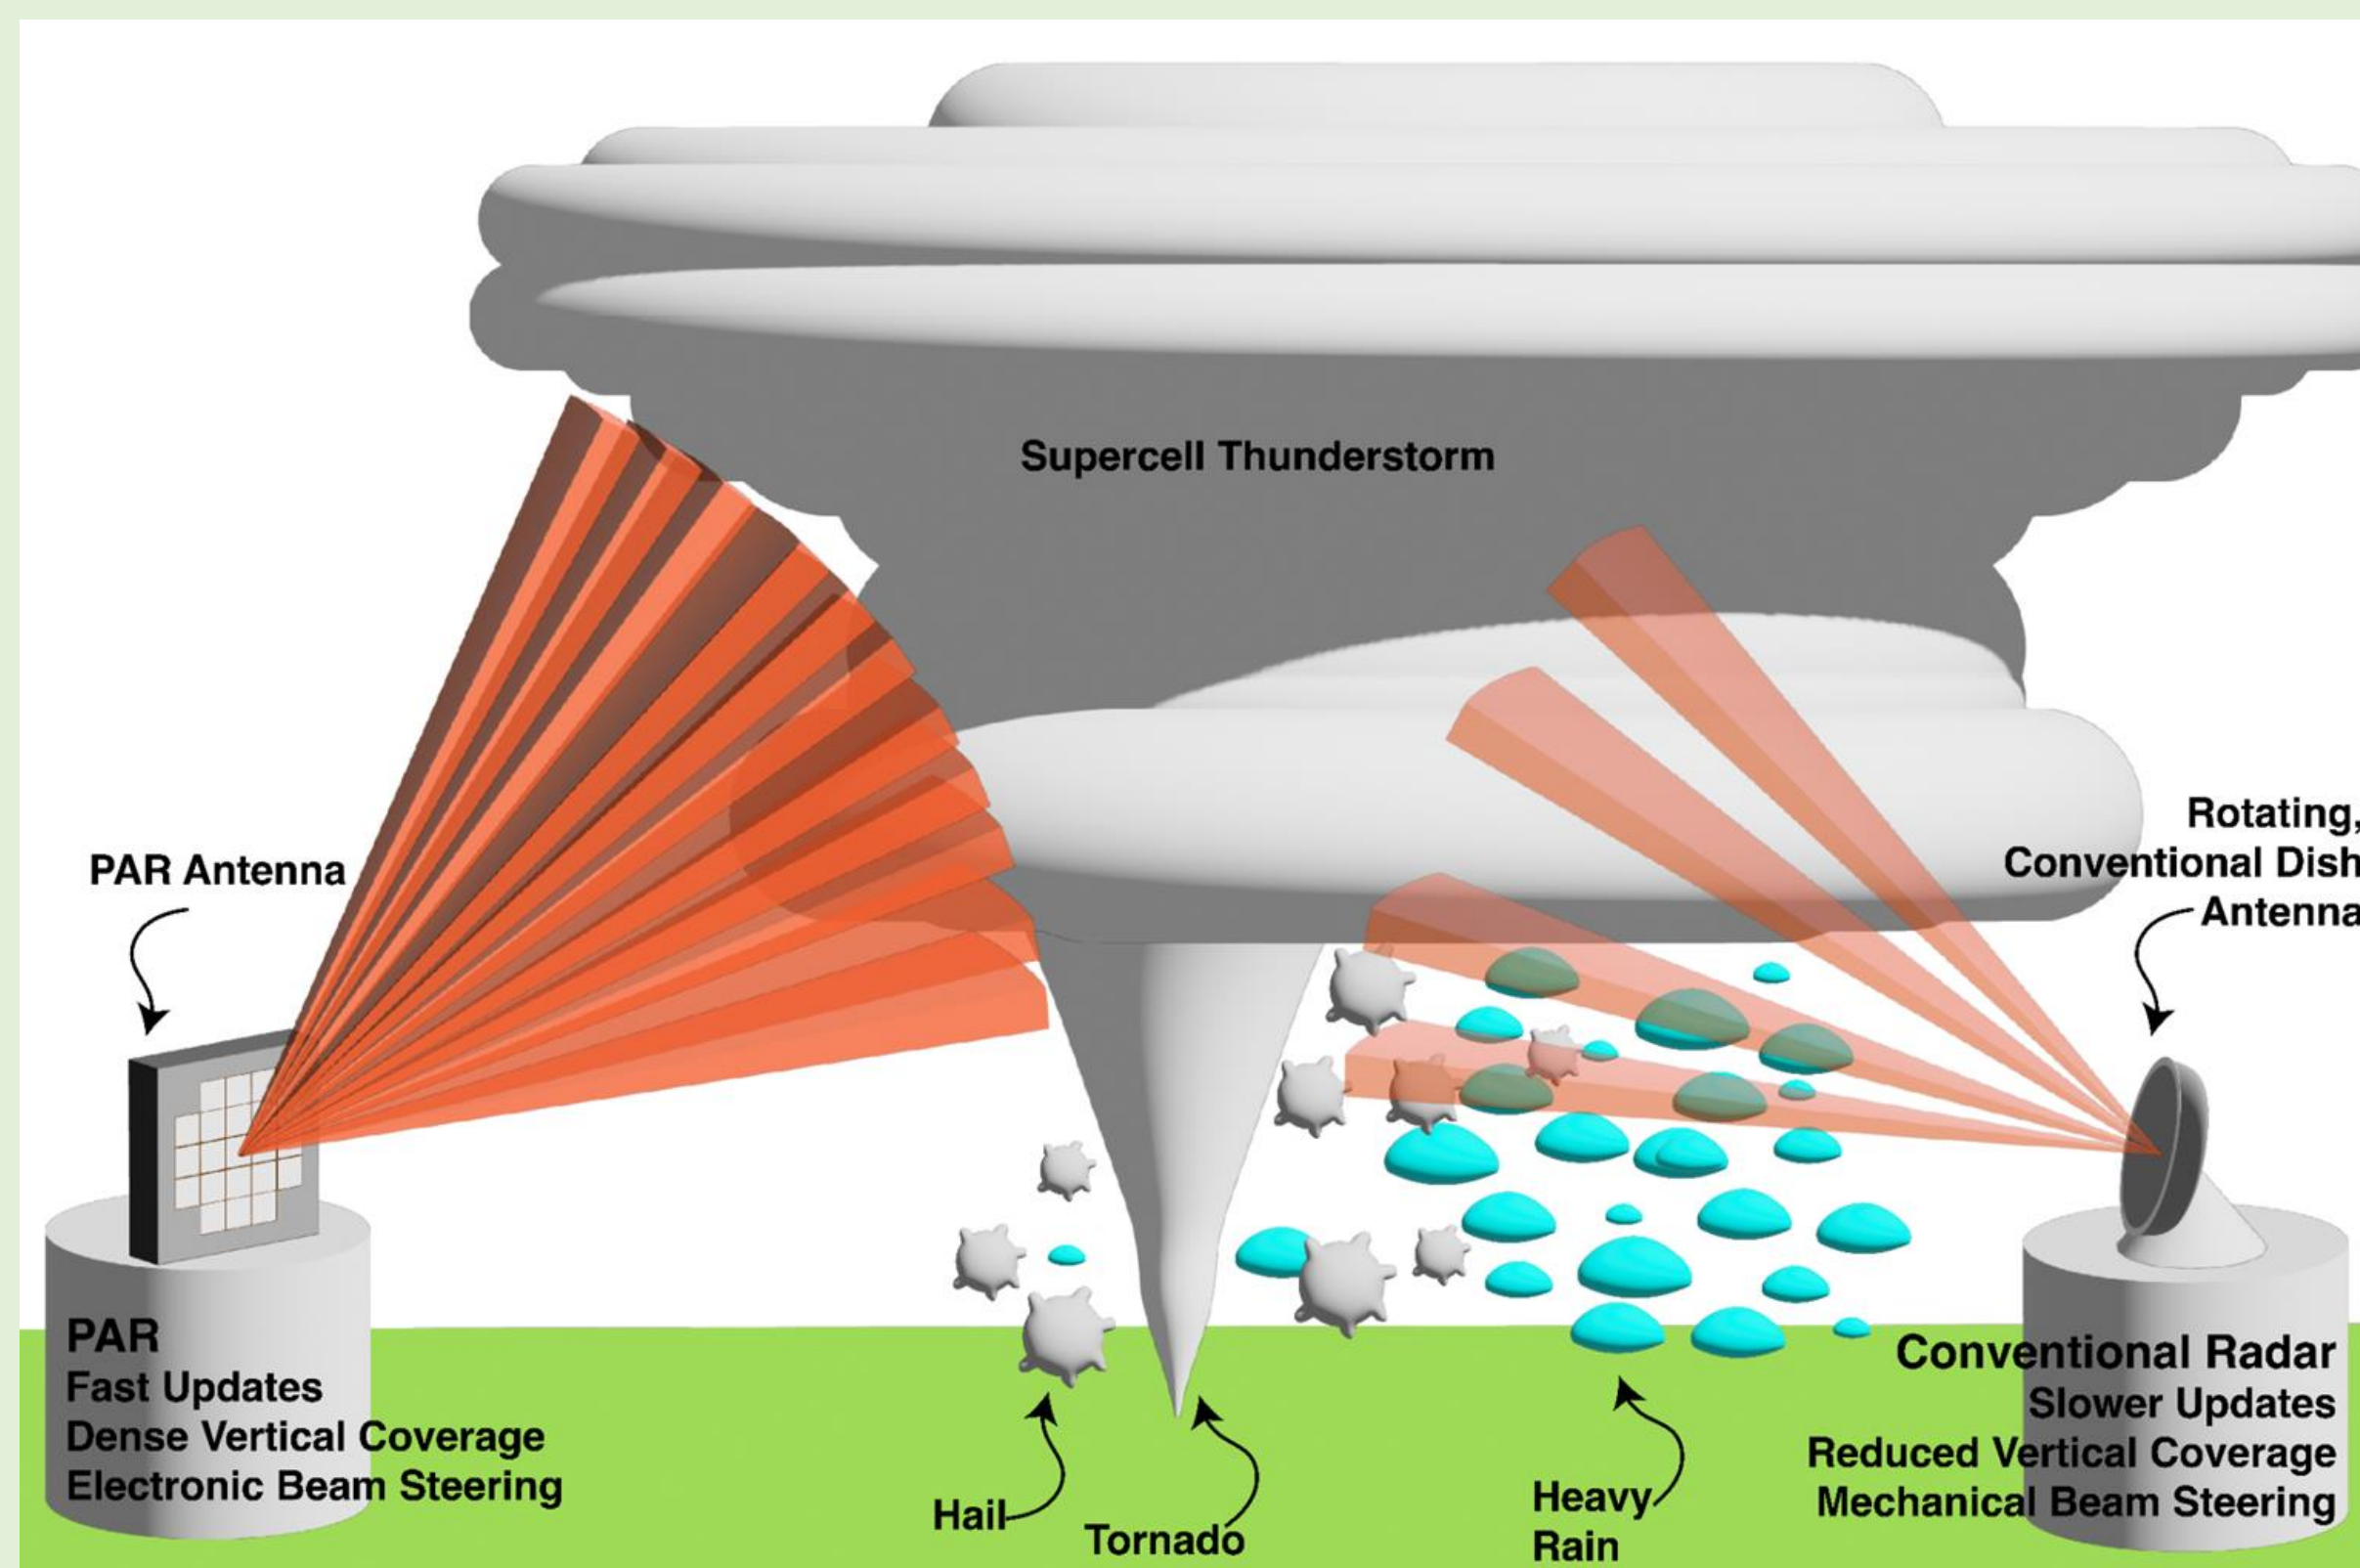 Supercell Thunderstorm
PAR Antenna
Rotating,
Conventional Dish
Antenna
PAR
Fast Updates
Dense Vertical Coverage
Electronic Beam Steering
Hail
Tornado
Heavy
Rain
Conventional Radar
Slower Updates
Reduced Vertical Coverage
Mechanical Beam Steering